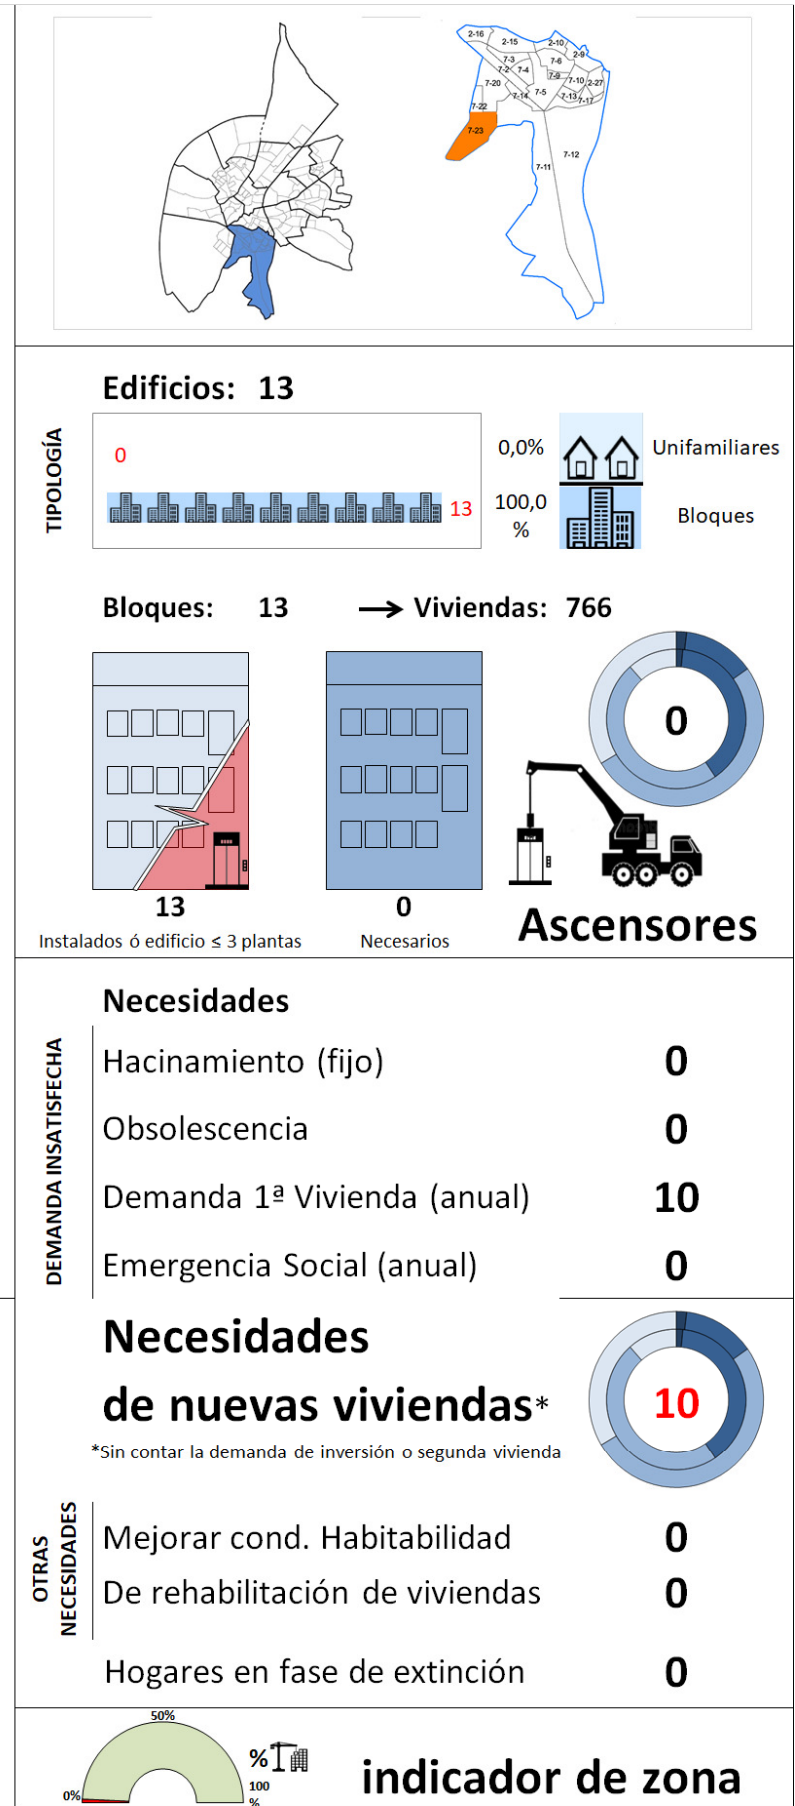 2-16
2-15
2-10
2-9
7-3
7-6
7-2
7-4
7-9
7-10
2-27
7-20
7-14
7-5
7-13
7-17
7-22
7-23
7-11
7-12
TIPOLOGÍA
Edificios: 13
0
0,0%
Unifamiliares
13
100,0
%
Bloques
Bloques: 13 → Viviendas: 766
0
13
Instalados ó edificio ≤ 3 plantas
0
Necesarios
Ascensores
DEMANDA INSATISFECHA
Necesidades
Hacinamiento (fijo) 0
Obsolescencia 0
Demanda 1ª Vivienda (anual) 10
Emergencia Social (anual) 0
Necesidades
de nuevas viviendas*
10
*Sin contar la demanda de inversión o segunda vivienda
OTRAS
NECESIDADES
Mejorar cond. Habitabilidad 0
De rehabilitación de viviendas 0
Hogares en fase de extinción 0
50%
%
100
%
0%
indicador de zona